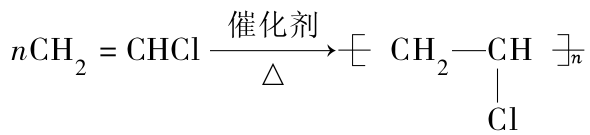 nCH₂=CHCl 催化剂 △ → [CH₂—CH]ₙ
Cl